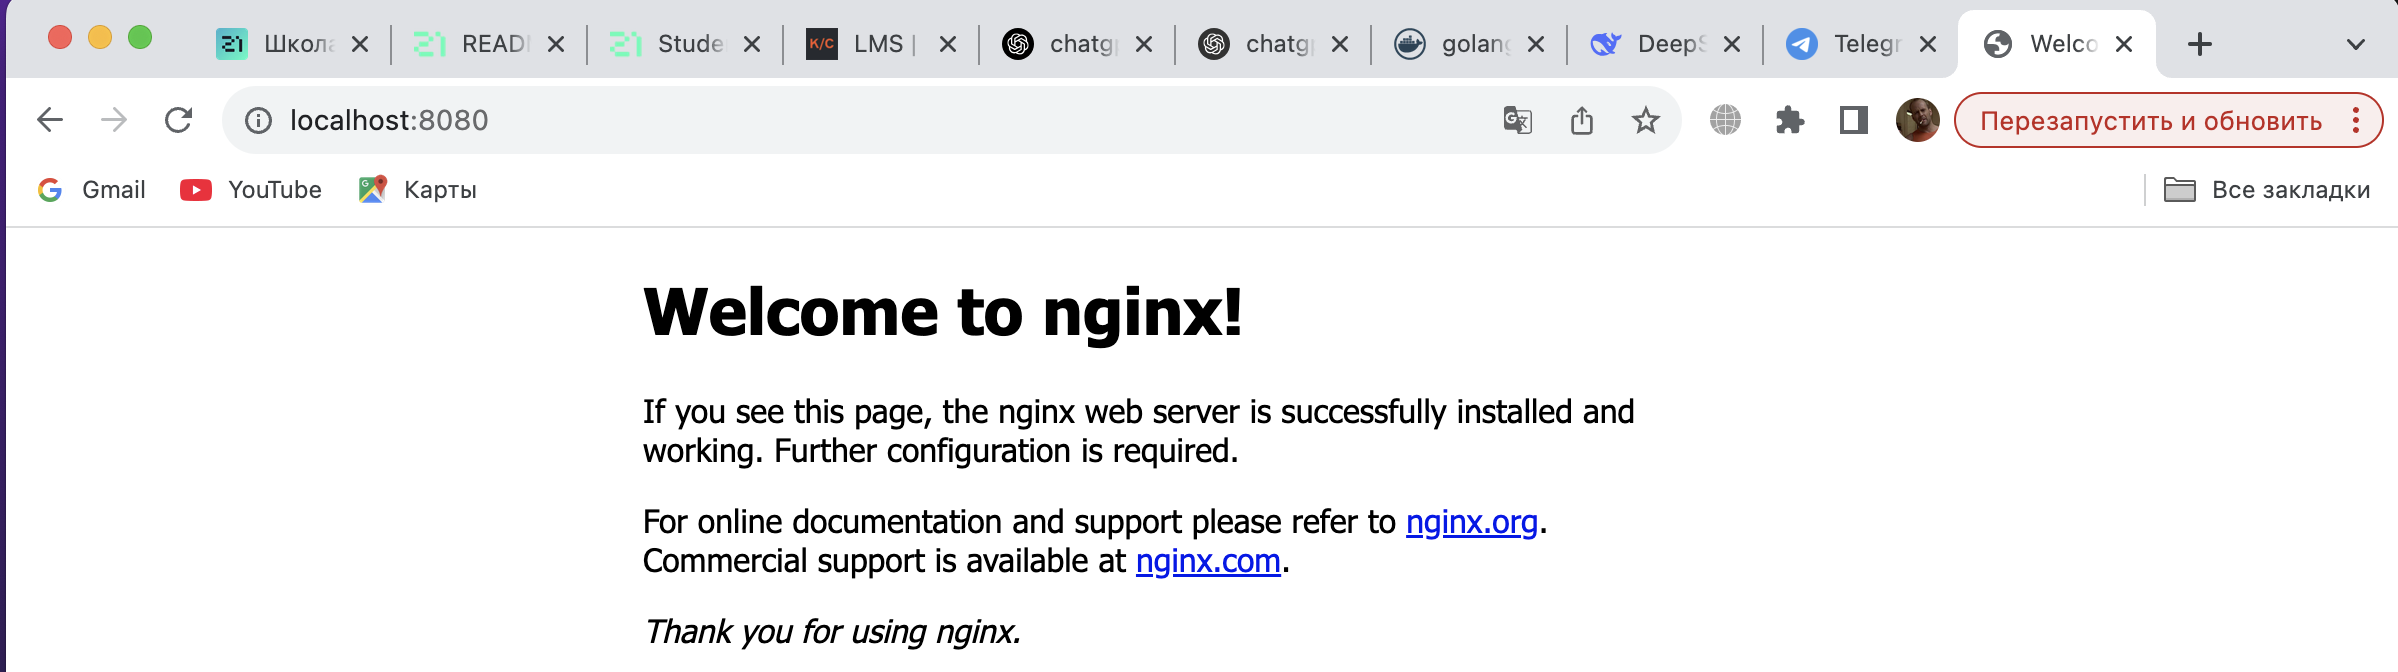 Школа READ Stude LMS | chatgp chatgp golang DeepS Telegr Welco
localhost:8080
Перезапустить и обновить
Gmail YouTube Карты Все закладки
Welcome to nginx!
If you see this page, the nginx web server is successfully installed and
working. Further configuration is required.
For online documentation and support please refer to nginx.org.
Commercial support is available at nginx.com.
Thank you for using nginx.